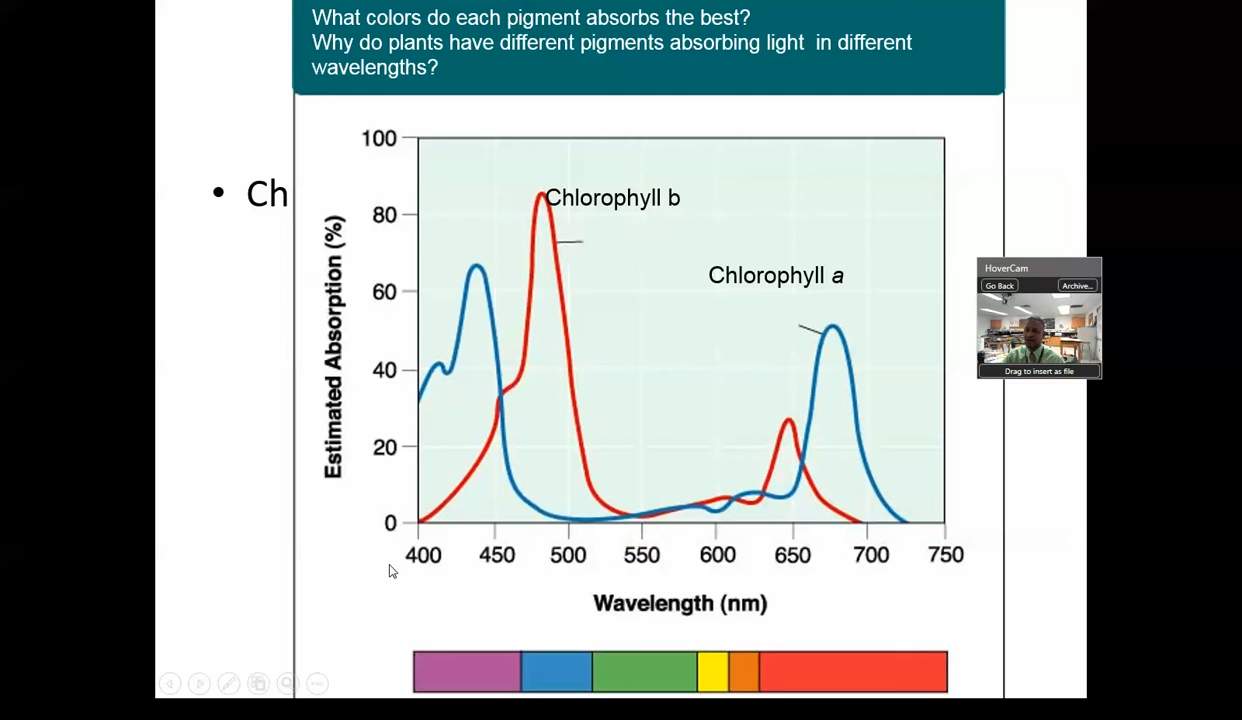 What colors do each pigment absorbs the best?
Why do plants have different pigments absorbing light in different
wavelengths?
• Ch
100
80
60
40
20
0
Estimated Absorption (%)
Chlorophyll b
Chlorophyll a
400 450 500 550 600 650 700 750
Wavelength (nm)
HoverCam
Go Back Archive...
Drag to insert as file